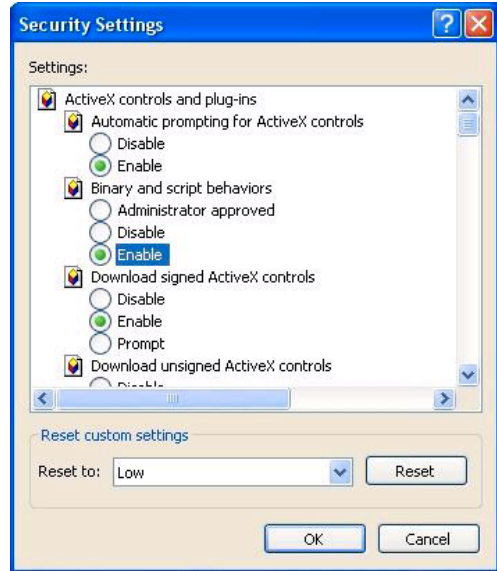 Security Settings
Settings:
ActiveX controls and plug-ins
Automatic prompting for ActiveX controls
Disable
Enable
Binary and script behaviors
Administrator approved
Disable
Enable
Download signed ActiveX controls
Disable
Enable
Prompt
Download unsigned ActiveX controls
Reset custom settings
Reset to: Low Reset
OK Cancel